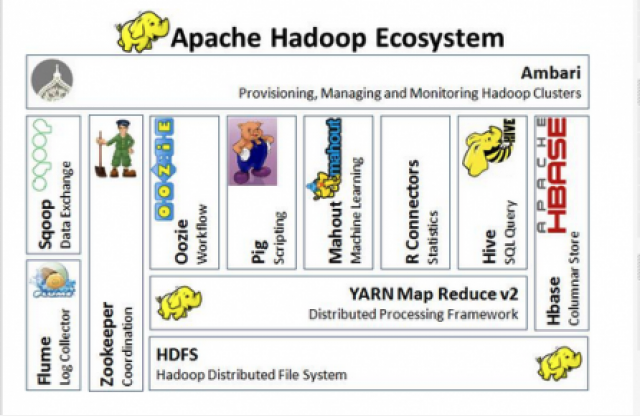 Apache Hadoop Ecosystem
Ambari
Provisioning, Managing and Monitoring Hadoop Clusters
sqoop
Sqoop
Data Exchange
Flume
Log Collector
Zookeeper
Coordination
OOZIE
Oozie
Workflow
Pig
Scripting
mahout
Mahout
Machine Learning
R Connectors
Statistics
HIVE
Hive
SQL Query
APACHE
HBASE
Hbase
Columnar Store
YARN Map Reduce v2
Distributed Processing Framework
HDFS
Hadoop Distributed File System